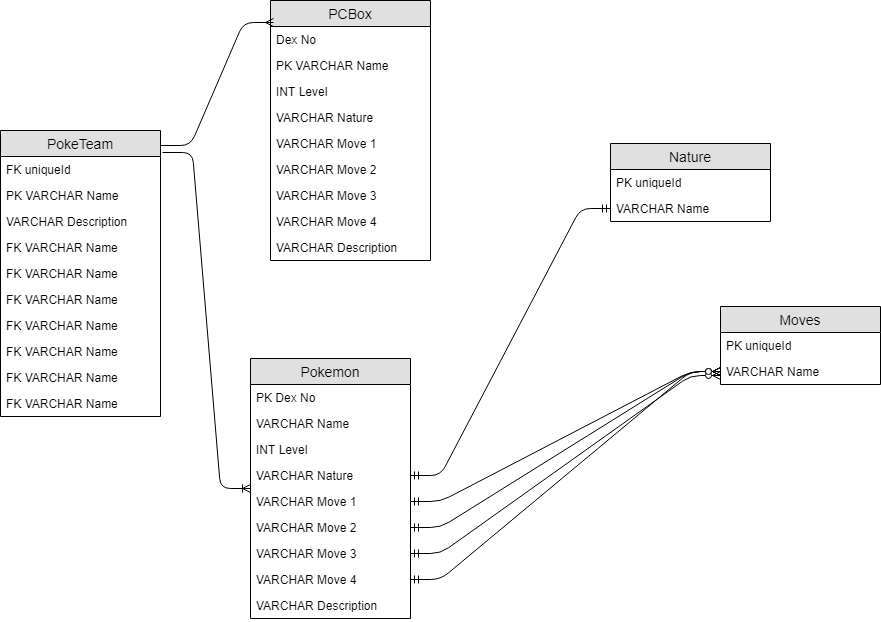 PCBox
Dex No
PK VARCHAR Name
INT Level
VARCHAR Nature
VARCHAR Move 1
VARCHAR Move 2
VARCHAR Move 3
VARCHAR Move 4
VARCHAR Description
PokeTeam
FK uniqueId
PK VARCHAR Name
VARCHAR Description
FK VARCHAR Name
FK VARCHAR Name
FK VARCHAR Name
FK VARCHAR Name
FK VARCHAR Name
FK VARCHAR Name
FK VARCHAR Name
Nature
PK uniqueId
VARCHAR Name
Moves
PK uniqueId
VARCHAR Name
Pokemon
PK Dex No
VARCHAR Name
INT Level
VARCHAR Nature
VARCHAR Move 1
VARCHAR Move 2
VARCHAR Move 3
VARCHAR Move 4
VARCHAR Description